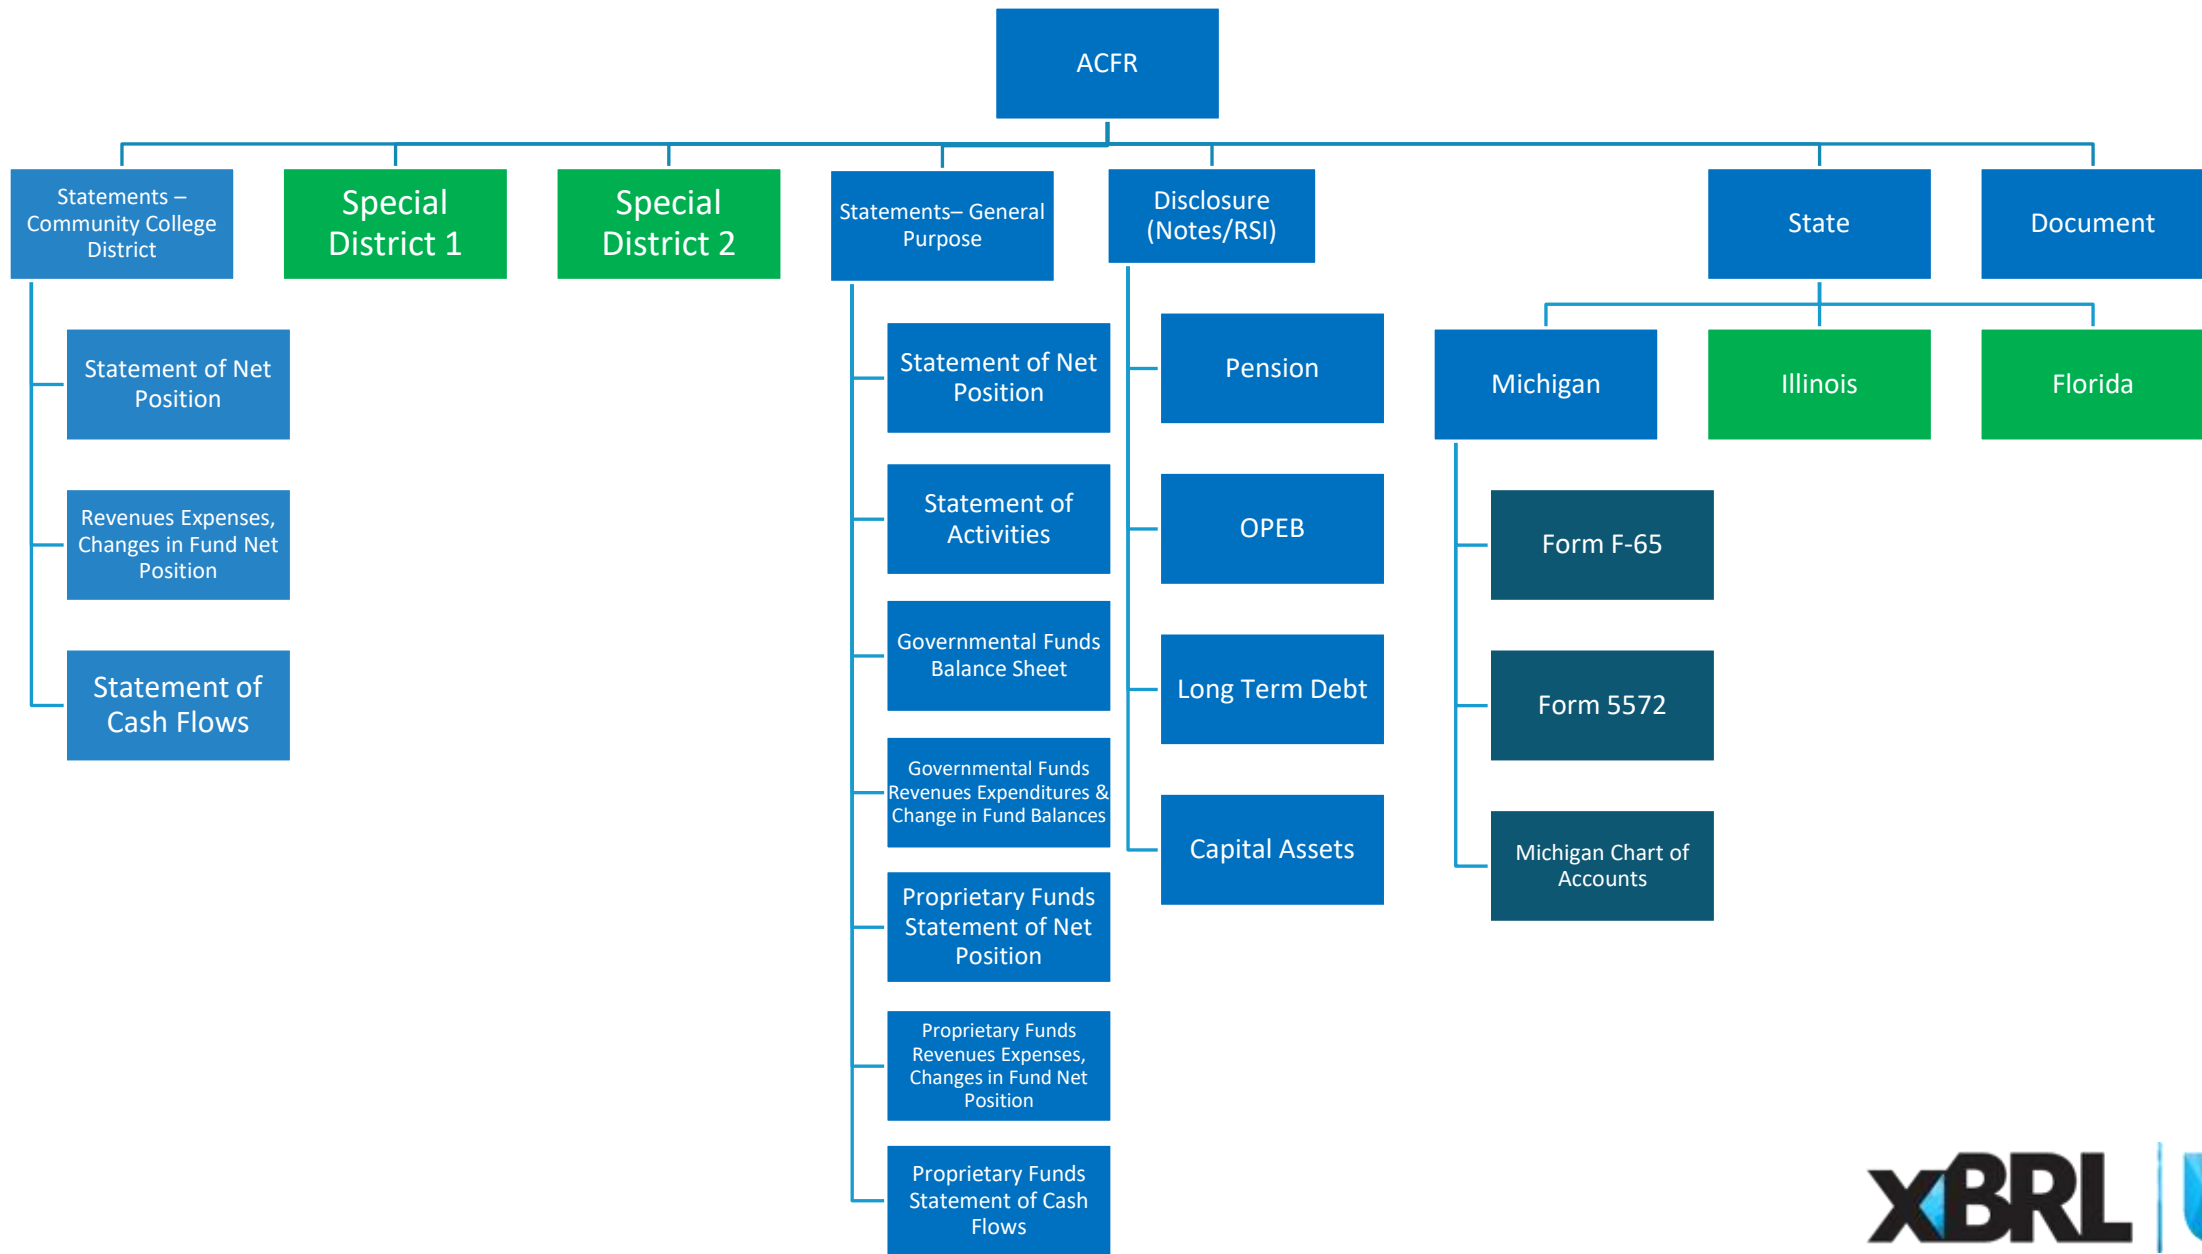 ACFR
Statements –
Community College
District
Special
District 1
Special
District 2
Statements– General
Purpose
Disclosure
(Notes/RSI)
State
Document
Statement of Net
Position
Revenues Expenses,
Changes in Fund Net
Position
Statement of
Cash Flows
Statement of Net
Position
Statement of
Activities
Governmental Funds
Balance Sheet
Governmental Funds
Revenues Expenditures &
Change in Fund Balances
Proprietary Funds
Statement of Net
Position
Proprietary Funds
Revenues Expenses,
Changes in Fund Net
Position
Proprietary Funds
Statement of Cash
Flows
Pension
OPEB
Long Term Debt
Capital Assets
Michigan
Illinois
Florida
Form F-65
Form 5572
Michigan Chart of
Accounts
XBRL